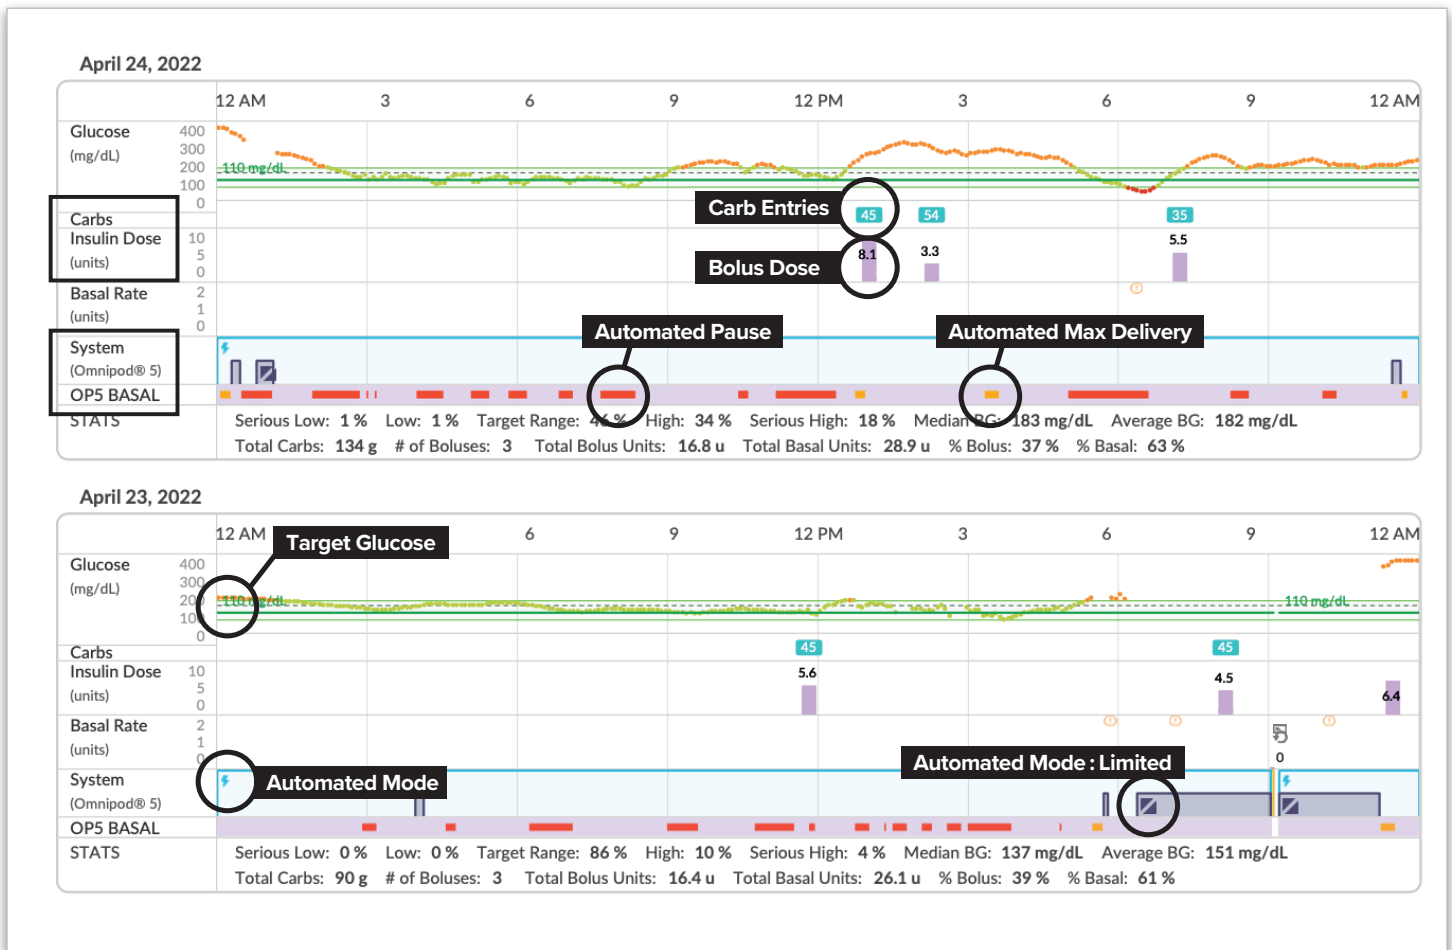 April 24, 2022
12 AM 3 6 9 12 PM 3 6 9 12 AM
Glucose
(mg/dL)
400
300
200
100
0
110 mg/dL
Carbs
Carb Entries
45 54 35
Insulin Dose
(units)
10
5
0
Bolus Dose
8.1 3.3 5.5
Basal Rate
(units)
2
1
0
Automated Pause
Automated Max Delivery
System
(Omnipod® 5)
OP5 BASAL
STATS
Serious Low: 1 % Low: 1 % Target Range: 46 % High: 34 % Serious High: 18 % Median BG: 183 mg/dL Average BG: 182 mg/dL
Total Carbs: 134 g # of Boluses: 3 Total Bolus Units: 16.8 u Total Basal Units: 28.9 u % Bolus: 37 % % Basal: 63 %
April 23, 2022
12 AM 6 9 12 PM 3 6 9 12 AM
Target Glucose
Glucose
(mg/dL)
400
300
200
100
0
110 mg/dL 110 mg/dL
Carbs
45 45
Insulin Dose
(units)
10
5
0
5.6 4.5 6.4
Basal Rate
(units)
2
1
0
0
Automated Mode
Automated Mode : Limited
System
(Omnipod® 5)
OP5 BASAL
STATS
Serious Low: 0 % Low: 0 % Target Range: 86 % High: 10 % Serious High: 4 % Median BG: 137 mg/dL Average BG: 151 mg/dL
Total Carbs: 90 g # of Boluses: 3 Total Bolus Units: 16.4 u Total Basal Units: 26.1 u % Bolus: 39 % % Basal: 61 %